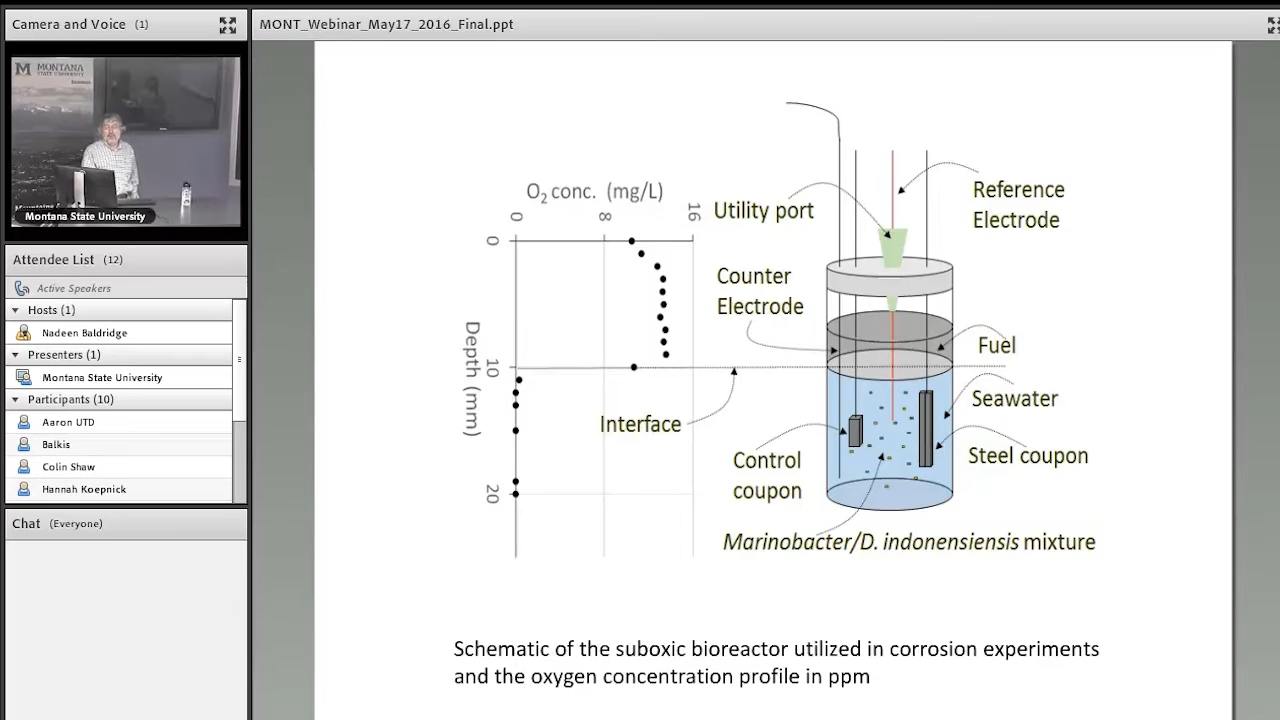 Camera and Voice (1)
MONT_Webinar_May17_2016_Final.ppt
M MONTANA
STATE UNIVERSITY
Montana State University
Attendee List (12)
Active Speakers
Hosts (1)
Nadeen Baldridge
Presenters (1)
Montana State University
Participants (10)
Aaron UTD
Balkis
Colin Shaw
Hannah Koepnick
Chat (Everyone)
O2 conc. (mg/L)
0 8 16
0
10
20
Depth (mm)
Utility port
Reference
Electrode
Counter
Electrode
Fuel
Interface
Seawater
Control
coupon
Steel coupon
Marinobacter/D. indonensiensis mixture
Schematic of the suboxic bioreactor utilized in corrosion experiments
and the oxygen concentration profile in ppm